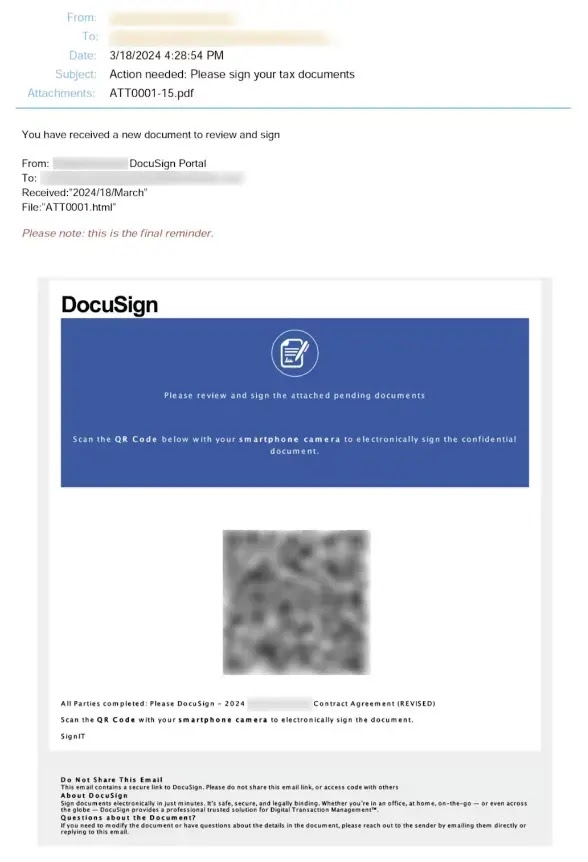 From:
To:
Date: 3/18/2024 4:28:54 PM
Subject: Action needed: Please sign your tax documents
Attachments: ATT0001-15.pdf
You have received a new document to review and sign
From: DocuSign Portal
To:
Received:"2024/18/March"
File:"ATT0001.html"
Please note: this is the final reminder.
DocuSign
Please review and sign the attached pending documents
Scan the QR Code below with your smartphone camera to electronically sign the confidential
document.
All Parties completed: Please DocuSign - 2024 Contract Agreement (REVISED)
Scan the QR Code with your smartphone camera to electronically sign the document.
SignIT
Do Not Share This Email
This email contains a secure link to DocuSign. Please do not share this email link, or access code with others
About DocuSign
Sign documents electronically in just minutes. It's safe, secure, and legally binding. Whether you're in an office, at home, on-the-go — or even across
the globe — DocuSign provides a professional trusted solution for Digital Transaction Management™.
Questions about the Document?
If you need to modify the document or have questions about the details in the document, please reach out to the sender by emailing them directly or
replying to this email.